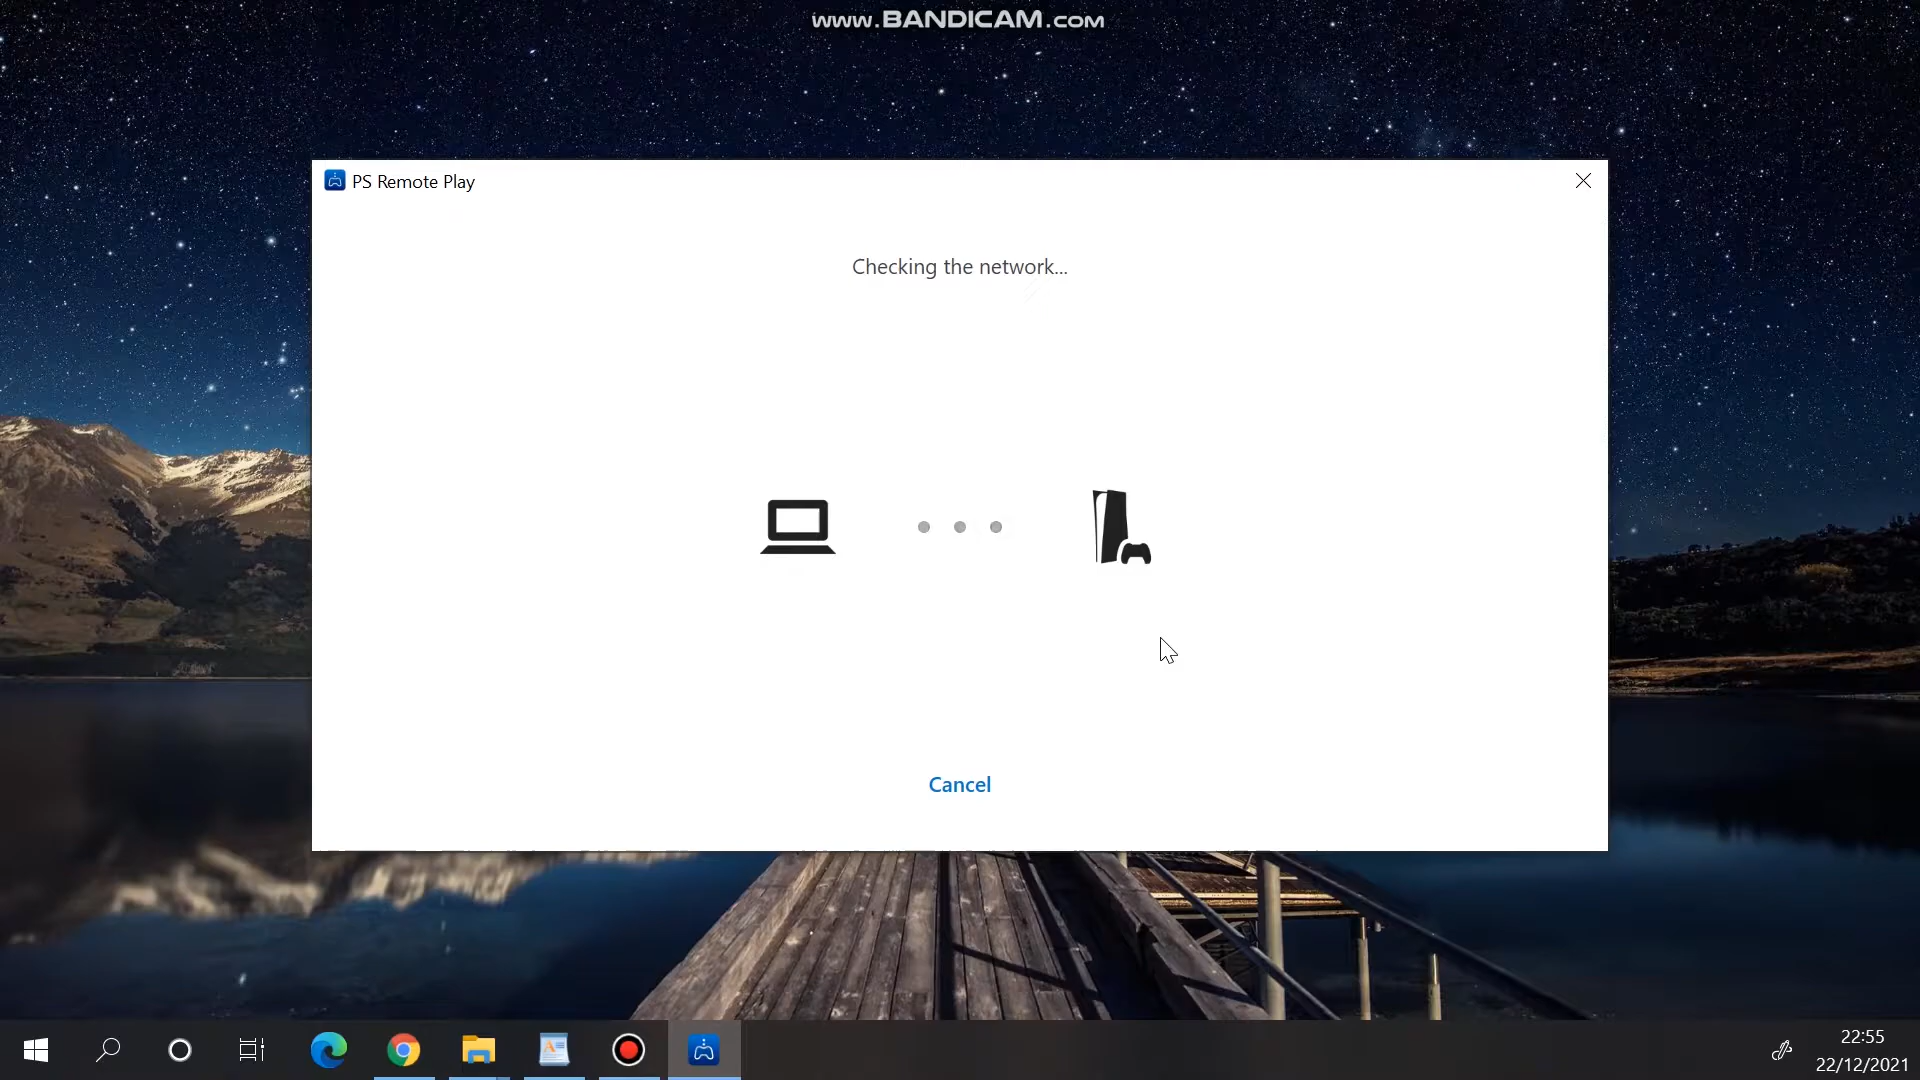 www.BANDICAM.com
PS Remote Play
Checking the network...
Cancel
22:55
22/12/2021